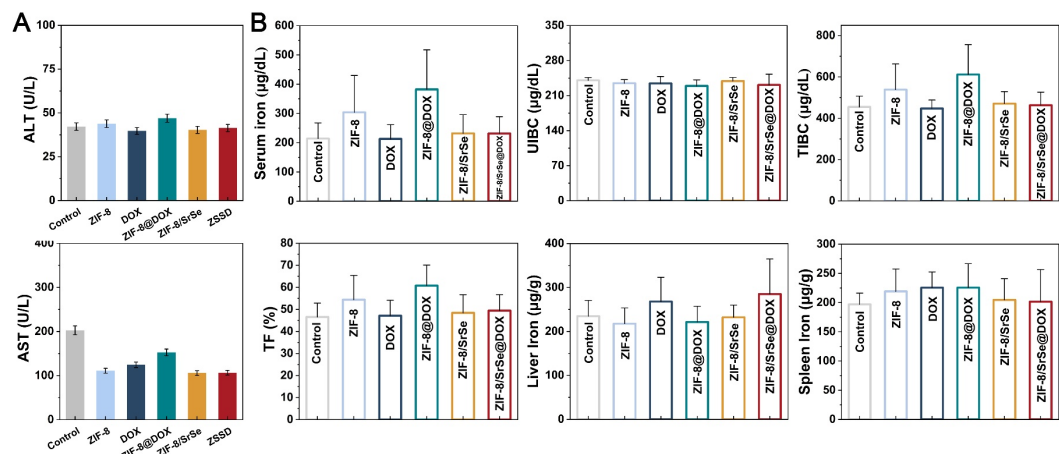 A
B
ALT (U/L)
100
75
50
25
0
Control
ZIF-8
DOX
ZIF-8@DOX
ZIF-8/SrSe
ZSSD
Serum iron (μg/dL)
600
500
400
300
200
100
0
Control
ZIF-8
DOX
ZIF-8@DOX
ZIF-8/SrSe
ZIF-8/SrSe@DOX
UIBC (μg/dL)
350
280
210
140
70
0
Control
ZIF-8
DOX
ZIF-8@DOX
ZIF-8/SrSe
ZIF-8/SrSe@DOX
TIBC (μg/dL)
800
600
400
200
0
Control
ZIF-8
DOX
ZIF-8@DOX
ZIF-8/SrSe
ZIF-8/SrSe@DOX
AST (U/L)
400
300
200
100
0
Control
ZIF-8
DOX
ZIF-8@DOX
ZIF-8/SrSe
ZSSD
TF (%)
80
70
60
50
40
30
20
10
0
Control
ZIF-8
DOX
ZIF-8@DOX
ZIF-8/SrSe
ZIF-8/SrSe@DOX
Liver Iron (μg/g)
400
300
200
100
0
Control
ZIF-8
DOX
ZIF-8@DOX
ZIF-8/SrSe
ZIF-8/SrSe@DOX
Spleen Iron (μg/g)
300
250
200
150
100
50
0
Control
ZIF-8
DOX
ZIF-8@DOX
ZIF-8/SrSe
ZIF-8/SrSe@DOX